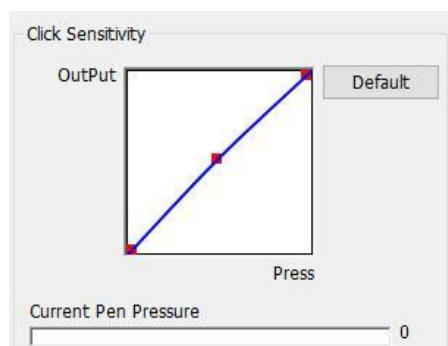 Click Sensitivity
OutPut
Default
Press
Current Pen Pressure
0